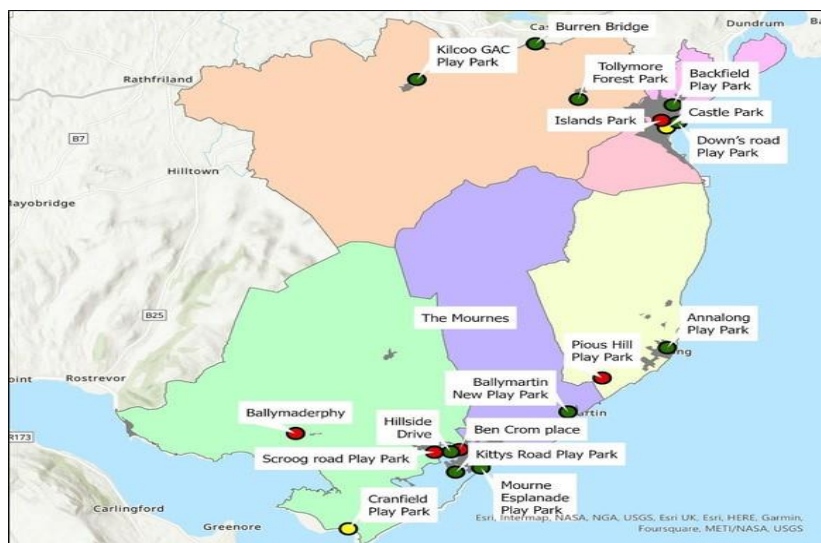 Burren Bridge
Dundrum
Kilcoo GAC
Play Park
Rathfriland
Tollymore
Forest Park
Backfield
Play Park
Islands Park
Castle Park
B7
Down's road
Play Park
Hilltown
Mayobridge
The Mournes
B25
Annalong
Play Park
Pious Hill
Play Park
Rostrevor
Ballymartin
New Play Park
Ballymaderphy
Hillside
Drive
Ben Crom place
R173
Scroog road Play Park
Kittys Road Play Park
Cranfield
Play Park
Mourne
Esplanade
Play Park
Carlingford
Greenore
Esri, Intermap, NASA, NGA, USGS, Esri UK, Esri, HERE, Garmin,
Foursquare, METI/NASA, USGS